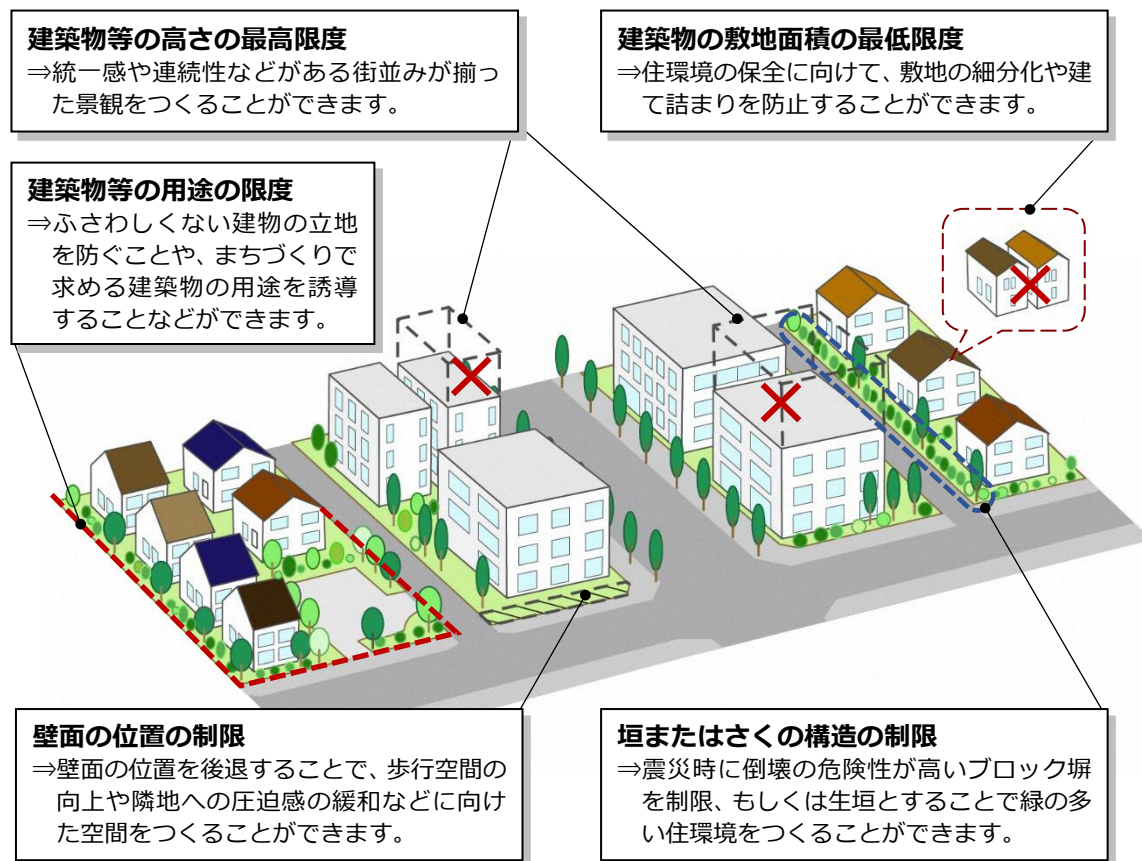 建築物等の高さの最高限度
⇒統一感や連続性などがある街並みが揃っ
た景観をつくることができます。
建築物の敷地面積の最低限度
⇒住環境の保全に向けて、敷地の細分化や建
て詰まりを防止することができます。
建築物等の用途の限度
⇒ふさわしくない建物の立地
を防ぐことや、まちづくりで
求める建築物の用途を誘導
することなどができます。
壁面の位置の制限
⇒壁面の位置を後退することで、歩行空間の
向上や隣地への圧迫感の緩和などに向け
た空間をつくることができます。
垣またはさくの構造の制限
⇒震災時に倒壊の危険性が高いブロック塀
を制限、もしくは生垣とすることで緑の多
い住環境をつくることができます。